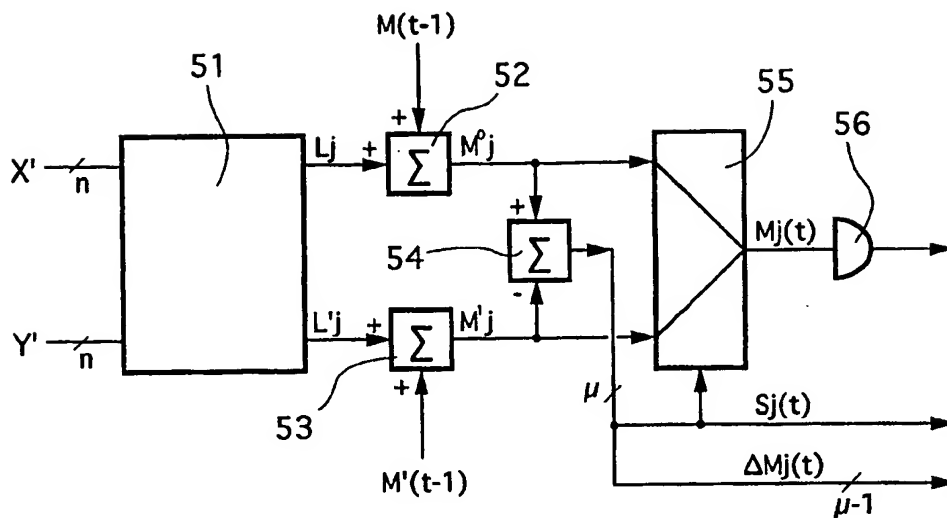 M(t-1)
51
52
55
56
X'
n
Lj
+
+
Σ
M°j
+
54
Σ
-
Mj(t)
Y'
n
L'j
+
Σ
M'j
53
+
μ
Sj(t)
M'(t-1)
ΔMj(t)
μ-1